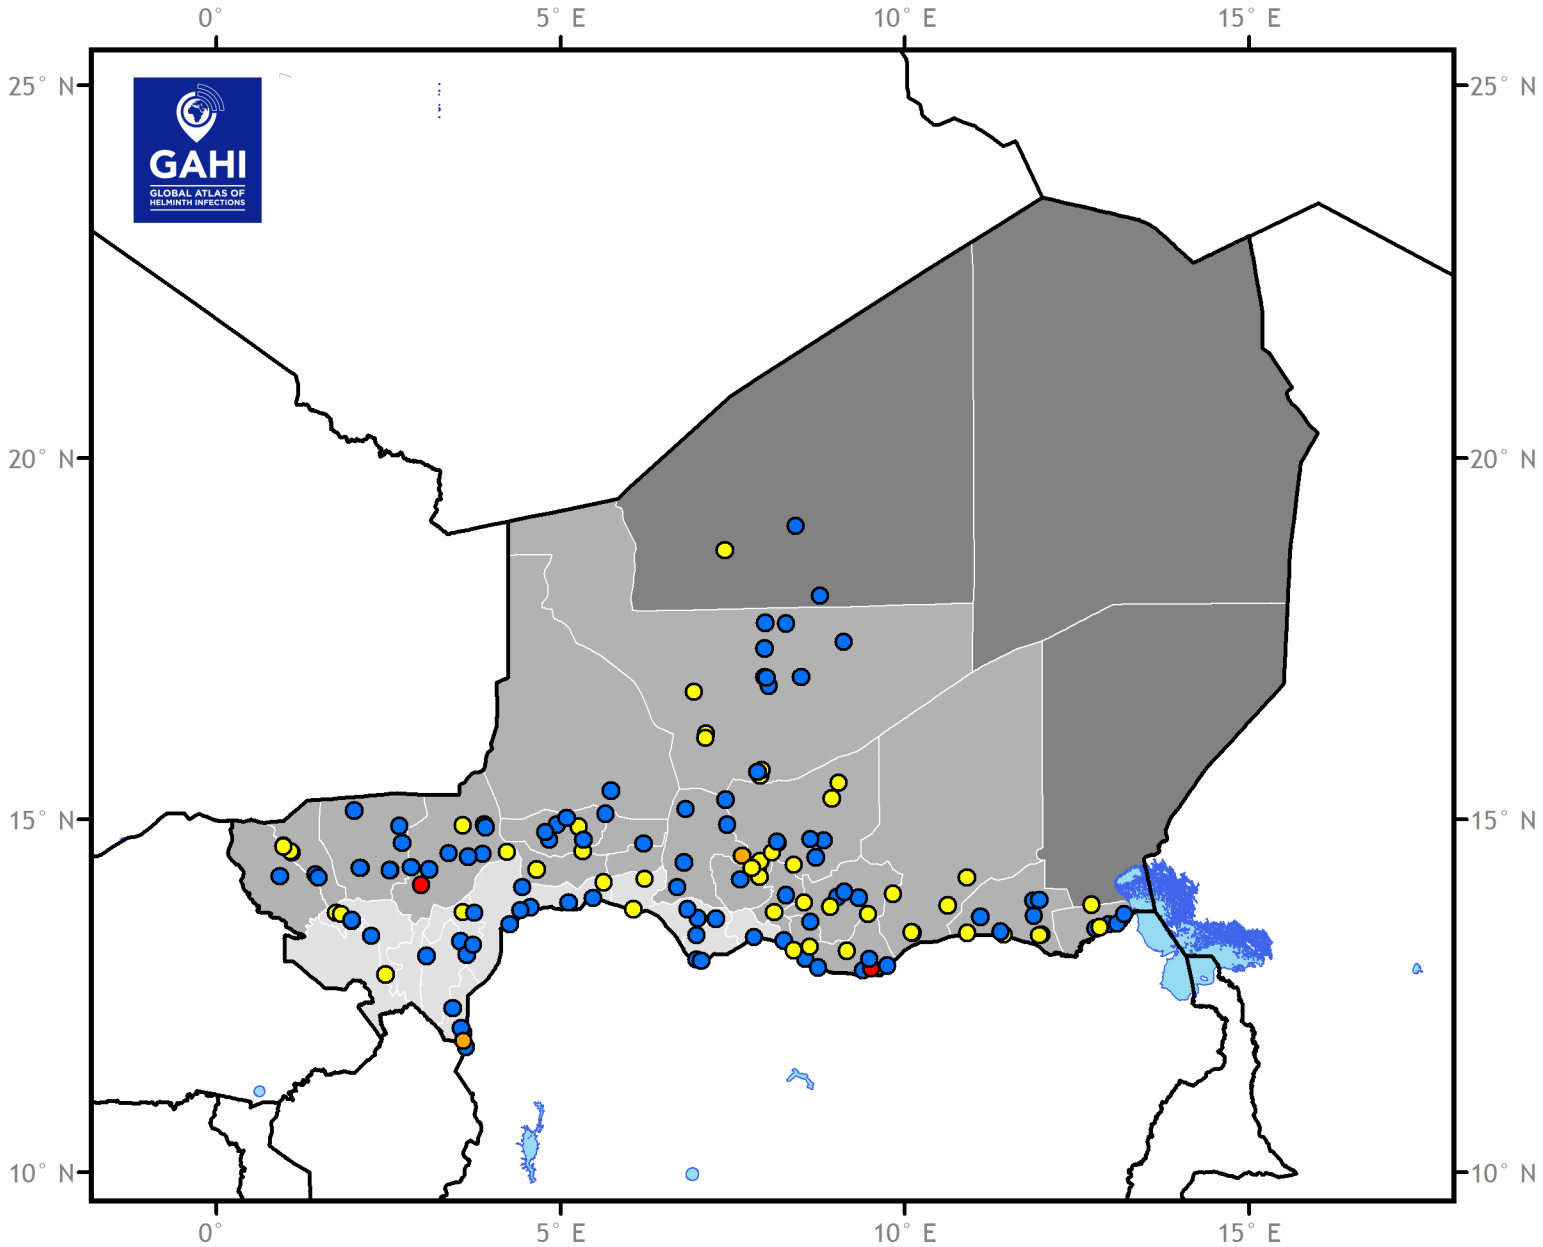 0° 5° E 10° E 15° E
25° N 25° N
GAHI
GLOBAL ATLAS OF
HELMINTH INFECTIONS
20° N 20° N
15° N 15° N
10° N 10° N
0° 5° E 10° E 15° E